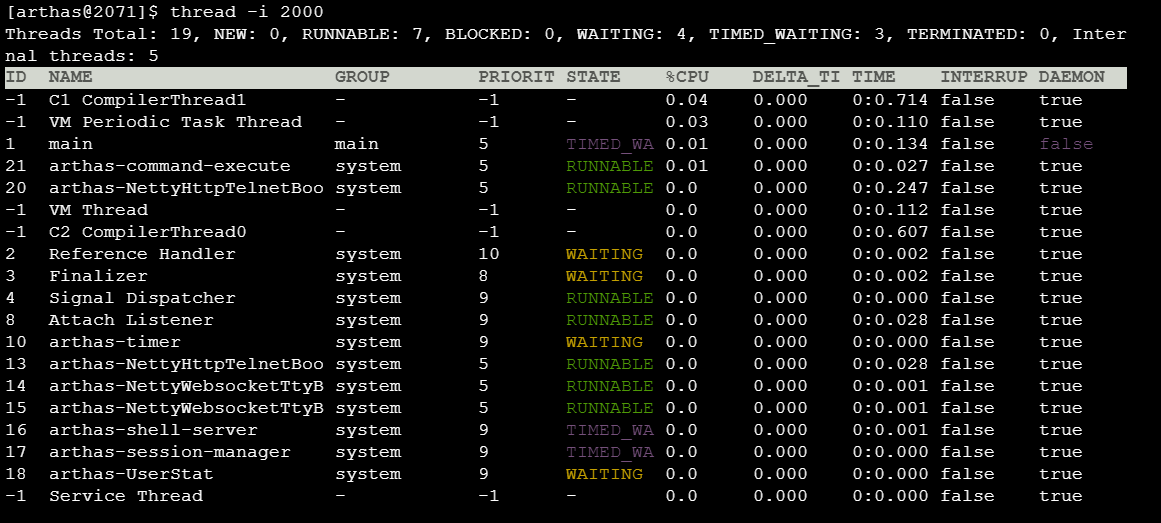 [arthas@2071]$ thread -i 2000
Threads Total: 19, NEW: 0, RUNNABLE: 7, BLOCKED: 0, WAITING: 4, TIMED_WAITING: 3, TERMINATED: 0, Inter
nal threads: 5
ID NAME GROUP PRIORIT STATE %CPU DELTA_TI TIME INTERRUP DAEMON
-1 C1 CompilerThread1 - -1 - 0.04 0.000 0:0.714 false true
-1 VM Periodic Task Thread - -1 - 0.03 0.000 0:0.110 false true
1 main main 5 TIMED_WA 0.01 0.000 0:0.134 false false
21 arthas-command-execute system 5 RUNNABLE 0.01 0.000 0:0.027 false true
20 arthas-NettyHttpTelnetBoo system 5 RUNNABLE 0.0 0.000 0:0.247 false true
-1 VM Thread - -1 - 0.0 0.000 0:0.112 false true
-1 C2 CompilerThread0 - -1 - 0.0 0.000 0:0.607 false true
2 Reference Handler system 10 WAITING 0.0 0.000 0:0.002 false true
3 Finalizer system 8 WAITING 0.0 0.000 0:0.002 false true
4 Signal Dispatcher system 9 RUNNABLE 0.0 0.000 0:0.000 false true
8 Attach Listener system 9 RUNNABLE 0.0 0.000 0:0.028 false true
10 arthas-timer system 9 WAITING 0.0 0.000 0:0.000 false true
13 arthas-NettyHttpTelnetBoo system 5 RUNNABLE 0.0 0.000 0:0.028 false true
14 arthas-NettyWebsocketTtyB system 5 RUNNABLE 0.0 0.000 0:0.001 false true
15 arthas-NettyWebsocketTtyB system 5 RUNNABLE 0.0 0.000 0:0.001 false true
16 arthas-shell-server system 9 TIMED_WA 0.0 0.000 0:0.001 false true
17 arthas-session-manager system 9 TIMED_WA 0.0 0.000 0:0.000 false true
18 arthas-UserStat system 9 WAITING 0.0 0.000 0:0.000 false true
-1 Service Thread - -1 - 0.0 0.000 0:0.000 false true